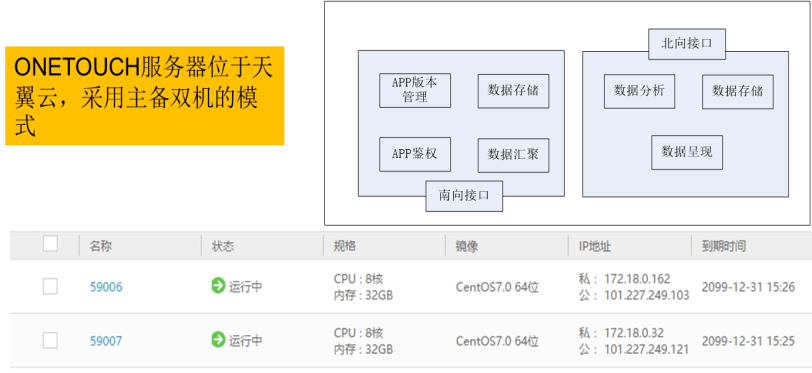 ONETOUCH服务器位于天
翼云，采用主备双机的模
式
北向接口
APP版本
管理
数据存储
数据分析
数据存储
APP鉴权
数据汇聚
数据呈现
南向接口
名称
状态
规格
镜像
IP地址
到期时间
59006
运行中
CPU : 8核
内存 : 32GB
CentOS7.0 64位
私： 172.18.0.162
公： 101.227.249.103
2099-12-31 15:26
59007
运行中
CPU : 8核
内存 : 32GB
CentOS7.0 64位
私： 172.18.0.32
公： 101.227.249.121
2099-12-31 15:25